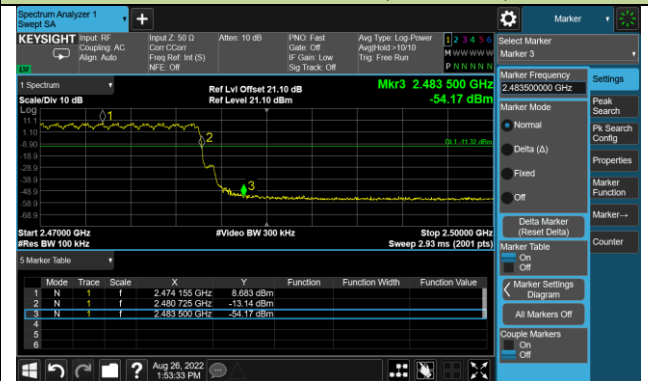 Spectrum Analyzer 1
Swept SA
Marker
KEYSIGHT Input: RF
Coupling: AC
Align: Auto
Input Z: 50 Ω
Corr CCorr
Freq Ref: Int (S)
NFE: Off
Atten: 10 dB
PNO: Fast
Gate: Off
IF Gain: Low
Sig Track: Off
Avg Type: Log-Power
Avg|Hold:>10/10
Trig: Free Run
1 2 3 4 5 6
M W W W W W
P N N N N N
Select Marker
Marker 3
1 Spectrum
Scale/Div 10 dB
Log
Ref Lvl Offset 21.10 dB
Ref Level 21.10 dBm
Mkr3 2.483 500 GHz
-54.17 dBm
11.1
1.10
-8.90
-18.9
-28.9
-38.9
-48.9
-58.9
-68.9
1
2
3
DL1 -11.32 dBm
Start 2.47000 GHz
#Res BW 100 kHz
#Video BW 300 kHz
Stop 2.50000 GHz
Sweep 2.93 ms (2001 pts)
5 Marker Table
Mode Trace Scale X Y Function Function Width Function Value
1 N 1 f 2.474 155 GHz 8.683 dBm
2 N 1 f 2.480 725 GHz -13.14 dBm
3 N 1 f 2.483 500 GHz -54.17 dBm
4
5
6
Marker Frequency
2.483500000 GHz
Marker Mode
Normal
Delta (Δ)
Fixed
Off
Delta Marker
(Reset Delta)
Marker Table
On
Off
Marker Settings
Diagram
All Markers Off
Couple Markers
On
Off
Settings
Peak
Search
Pk Search
Config
Properties
Marker
Function
Marker→
Counter
Aug 26, 2022
1:53:33 PM